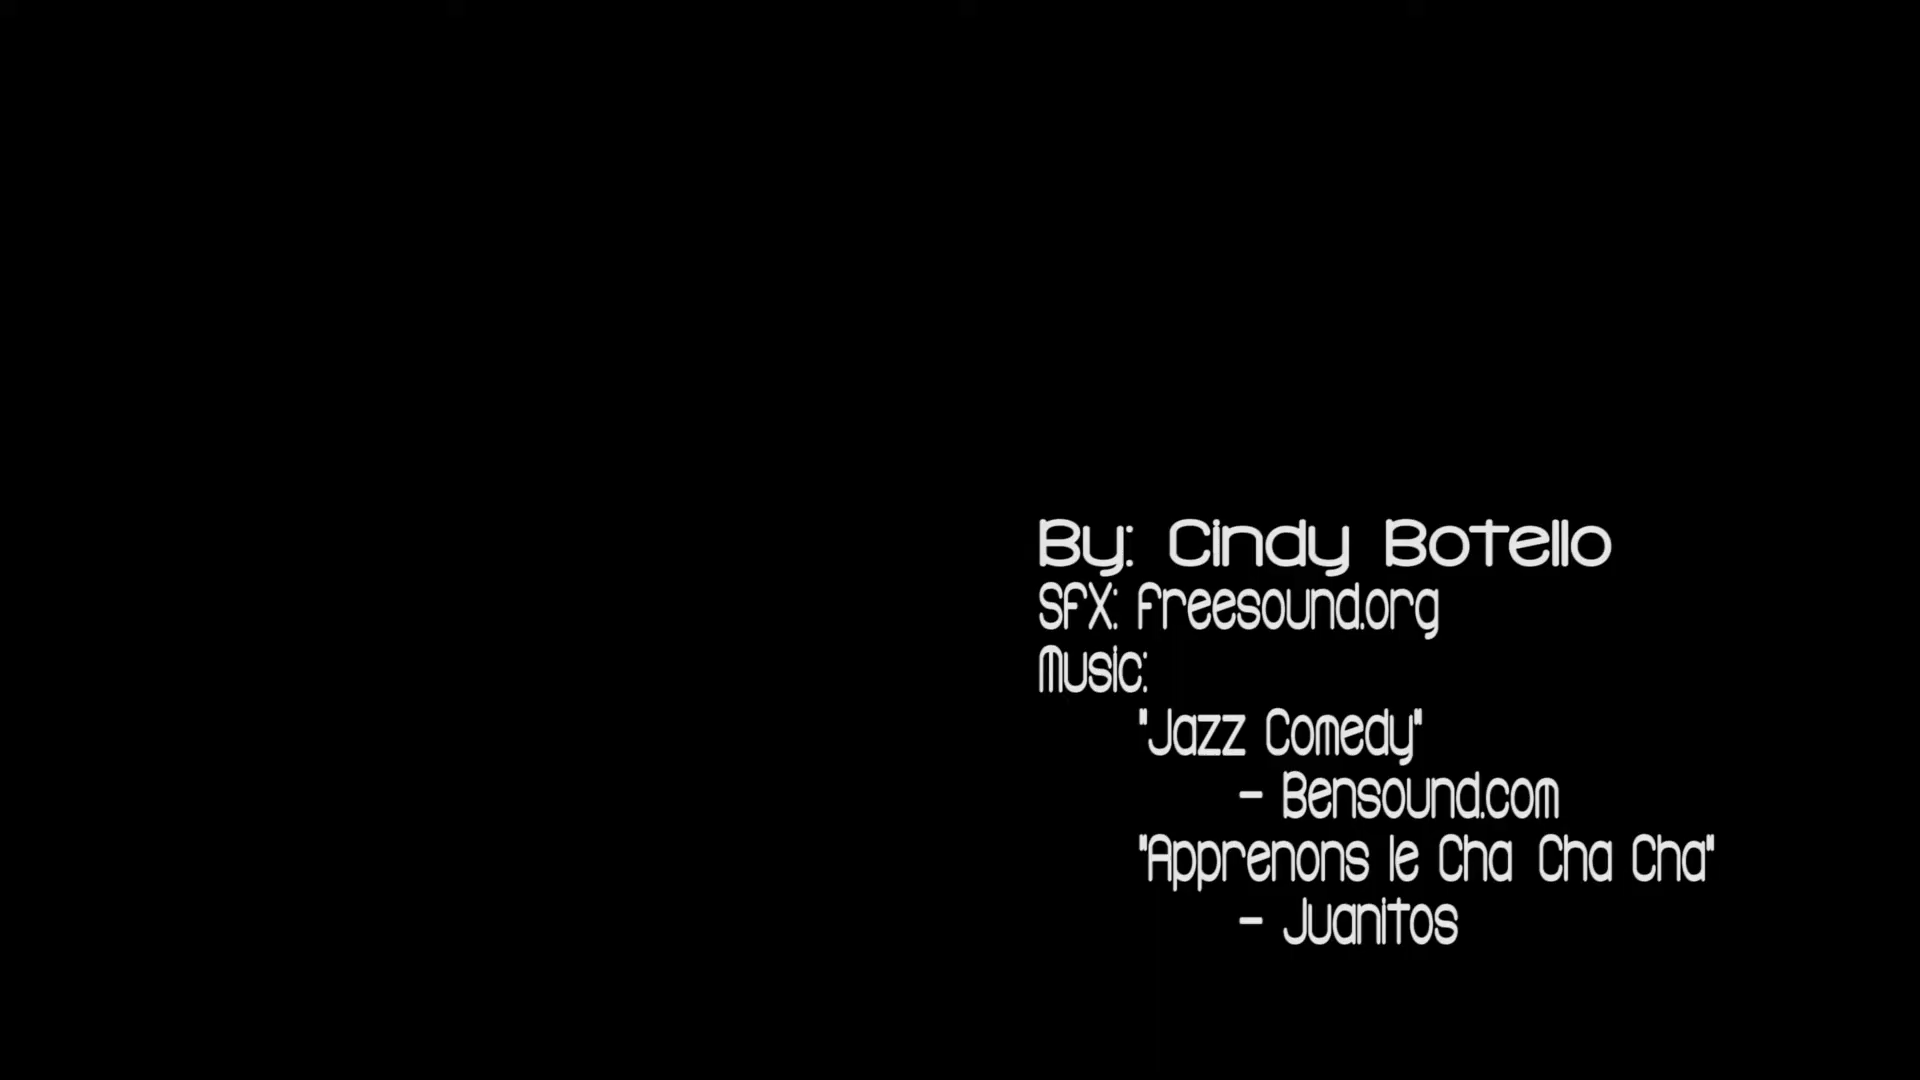 By: Cindy Botello
SFX: freesound.org
Music:
"Jazz Comedy"
- Bensound.com
"Apprenons le Cha Cha Cha"
- Juanitos